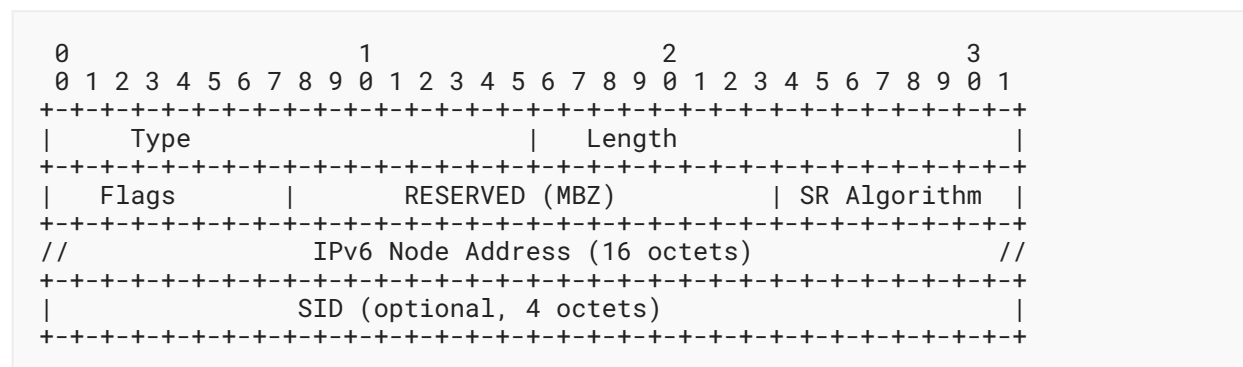 0                   1                   2                   3
 0 1 2 3 4 5 6 7 8 9 0 1 2 3 4 5 6 7 8 9 0 1 2 3 4 5 6 7 8 9 0 1
+-+-+-+-+-+-+-+-+-+-+-+-+-+-+-+-+-+-+-+-+-+-+-+-+-+-+-+-+-+-+-+-+
|     Type                      |   Length                      |
+-+-+-+-+-+-+-+-+-+-+-+-+-+-+-+-+-+-+-+-+-+-+-+-+-+-+-+-+-+-+-+-+
|   Flags       |       RESERVED (MBZ)          | SR Algorithm  |
+-+-+-+-+-+-+-+-+-+-+-+-+-+-+-+-+-+-+-+-+-+-+-+-+-+-+-+-+-+-+-+-+
//                IPv6 Node Address (16 octets)                //
+-+-+-+-+-+-+-+-+-+-+-+-+-+-+-+-+-+-+-+-+-+-+-+-+-+-+-+-+-+-+-+-+
|                SID (optional, 4 octets)                       |
+-+-+-+-+-+-+-+-+-+-+-+-+-+-+-+-+-+-+-+-+-+-+-+-+-+-+-+-+-+-+-+-+